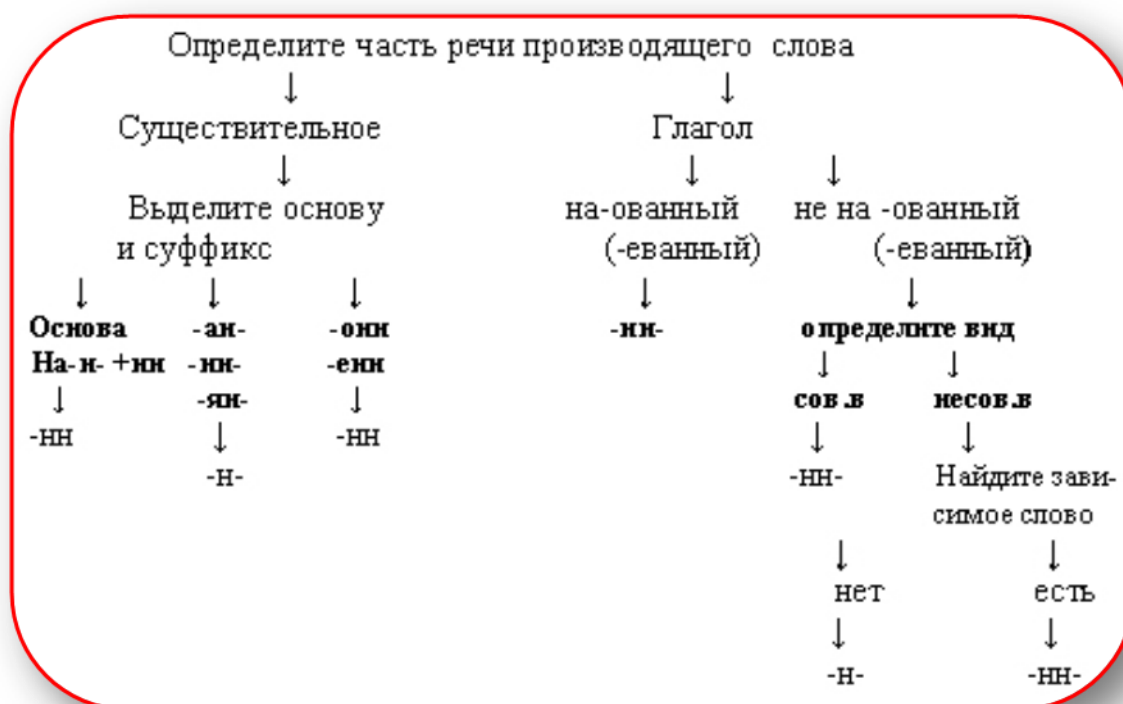 Определите часть речи производящего слова
↓ ↓
Существительное Глагол
↓ ↓ ↓
Выделите основу на-ованный не на -ованный
и суффикс (-еванный) (-еванный)
↓ ↓ ↓ ↓ ↓
Основа -ан- -онн -нн- определите вид
На- н- +нн -нн- -енн ↓ ↓
↓ -ян- ↓ сов.в несов.в
-нн ↓ -нн ↓ ↓
-н- -нн- Найдите зави-
симое слово
↓ ↓
нет есть
↓ ↓
-н- -нн-